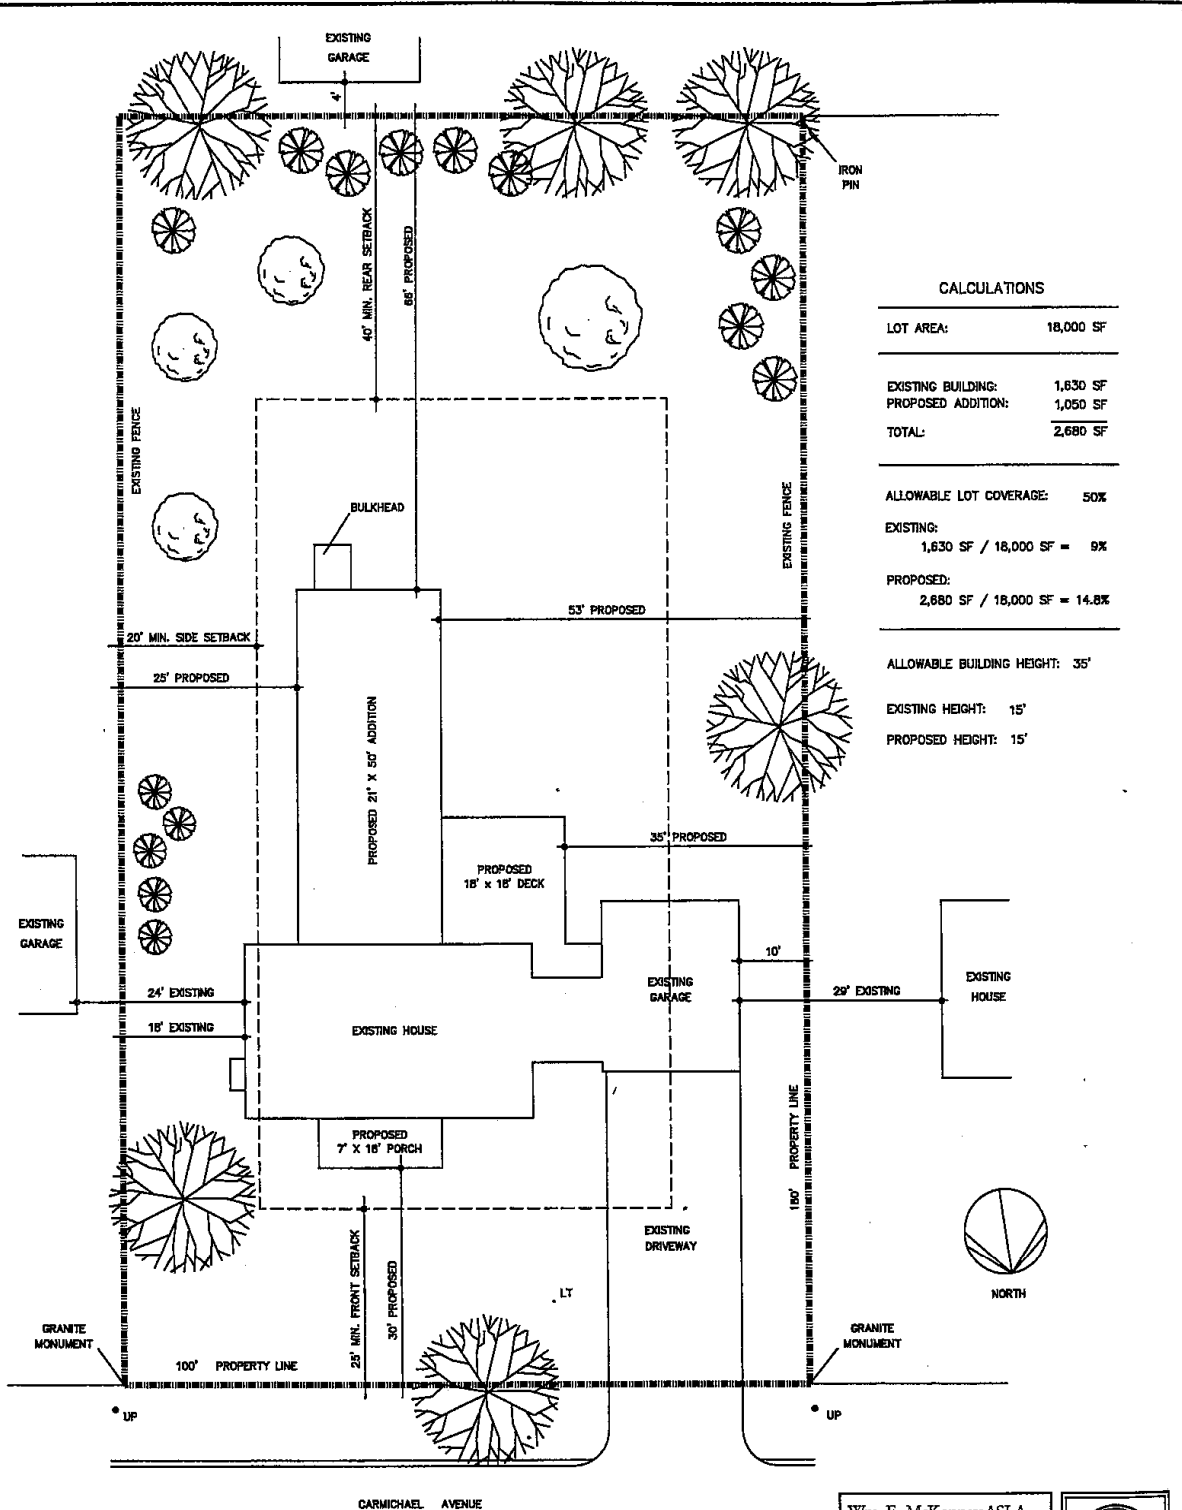 EXISTING
GARAGE
4'
IRON
PIN
40' MIN. REAR SETBACK
66' PROPOSED
CALCULATIONS
LOT AREA: 18,000 SF
EXISTING BUILDING: 1,630 SF
PROPOSED ADDITION: 1,050 SF
TOTAL: 2,680 SF
ALLOWABLE LOT COVERAGE: 50%
EXISTING:
1,630 SF / 18,000 SF = 9%
PROPOSED:
2,680 SF / 18,000 SF = 14.8%
ALLOWABLE BUILDING HEIGHT: 35'
EXISTING HEIGHT: 15'
PROPOSED HEIGHT: 15'
EXISTING FENCE
EXISTING FENCE
BULKHEAD
53' PROPOSED
20' MIN. SIDE SETBACK
25' PROPOSED
PROPOSED 21' X 50' ADDITION
35' PROPOSED
PROPOSED
18' x 18' DECK
EXISTING
GARAGE
10'
EXISTING
GARAGE
24' EXISTING
29' EXISTING
EXISTING
HOUSE
18' EXISTING
EXISTING HOUSE
PROPOSED
7' X 18' PORCH
180' PROPERTY LINE
EXISTING
DRIVEWAY
25' MIN. FRONT SETBACK
30' PROPOSED
LT
NORTH
GRANITE
MONUMENT
GRANITE
MONUMENT
100' PROPERTY LINE
UP
UP
CARMICHAEL AVENUE